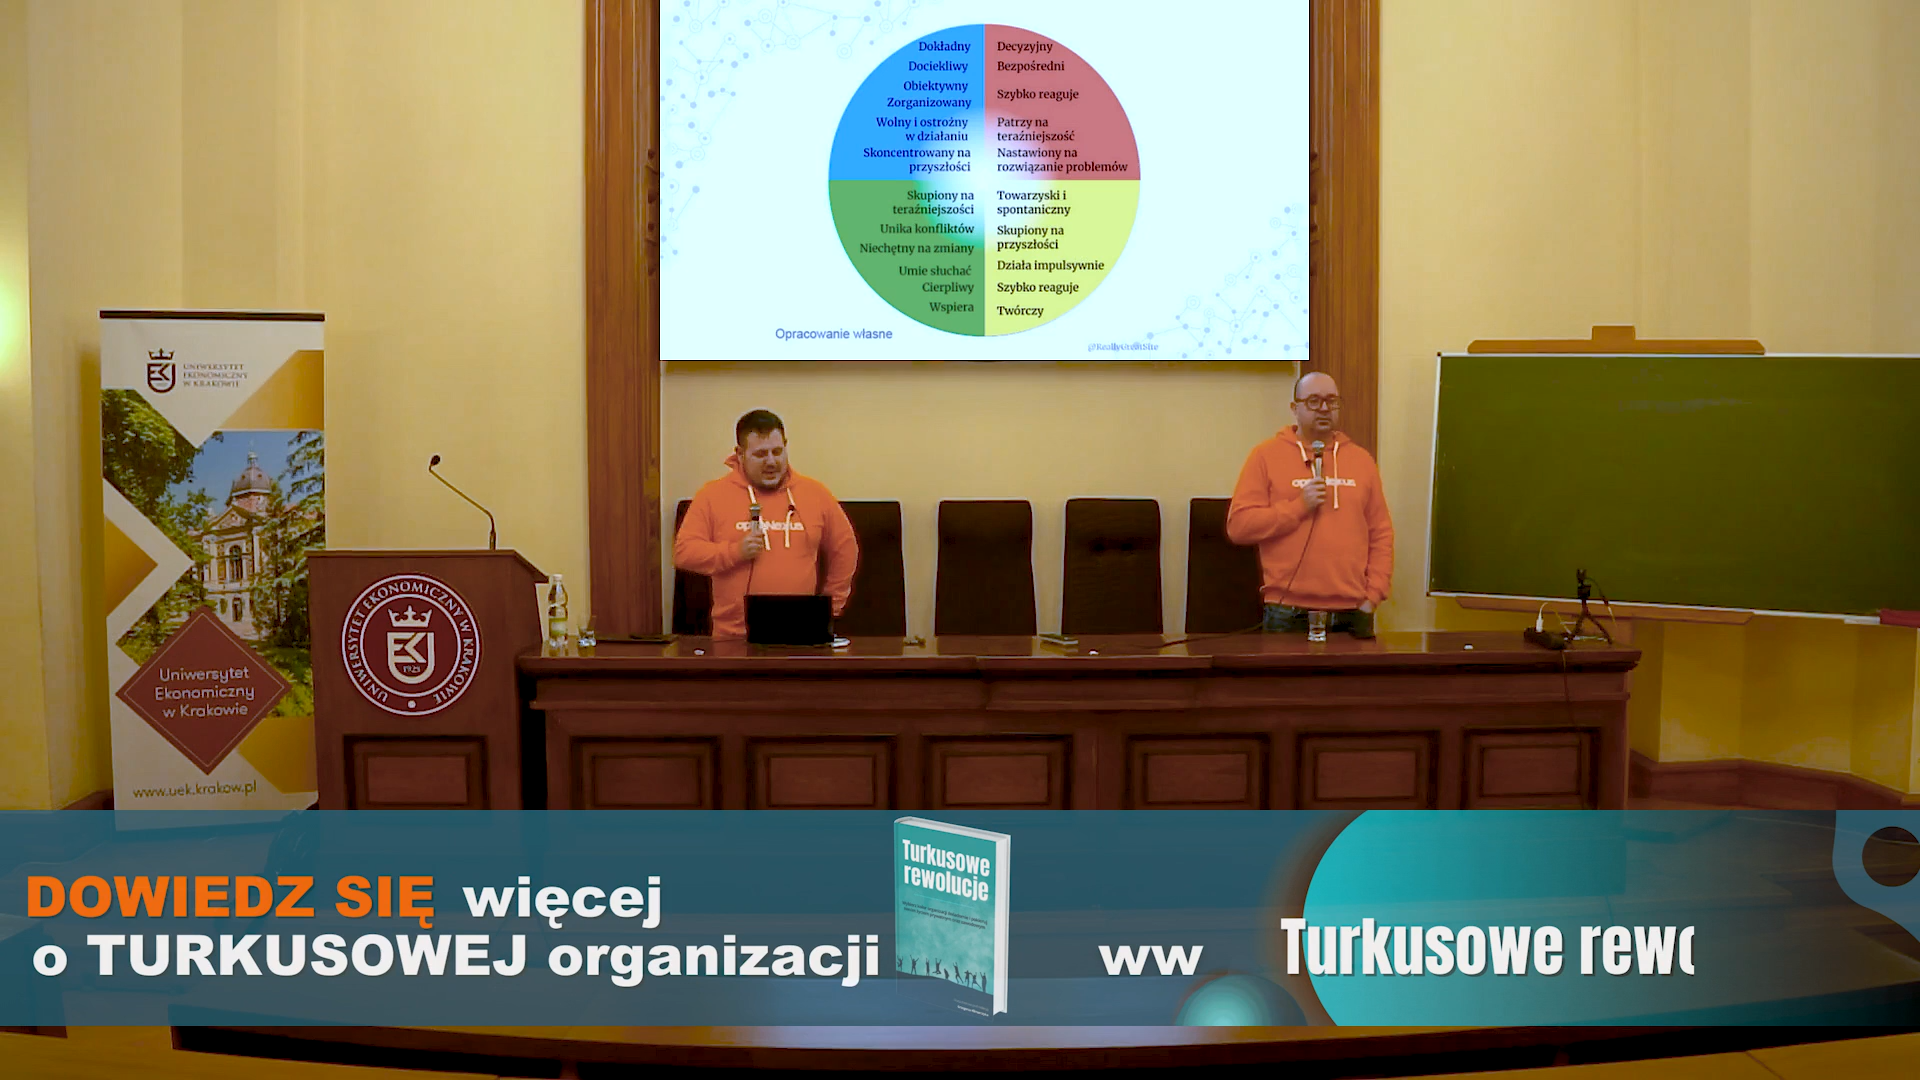 Dokładny
Dociekliwy
Obiektywny
Zorganizowany
Wolny i ostrożny
w działaniu
Skoncentrowany na
przyszłości
Decyzyjny
Bezpośredni
Szybko reaguje
Patrzy na
teraźniejszość
Nastawiony na
rozwiązanie problemów
Skupiony na
teraźniejszości
Unika konfliktów
Niechętny na zmiany
Umie słuchać
Cierpliwy
Wspiera
Towarzyski i
spontaniczny
Skupiony na
przyszłości
Działa impulsywnie
Szybko reaguje
Twórczy
Opracowanie własne
@ReallyGreatSite
UNIWERSYTET
EKONOMICZNY
W KRAKOWIE
Uniwersytet
Ekonomiczny
w Krakowie
www.uek.krakow.pl
UNIWERSYTET EKONOMICZNY W KRAKOWIE
1925
DOWIEDZ SIĘ więcej
o TURKUSOWEJ organizacji
Turkusowe
rewolucje
ww
Turkusowe rewo